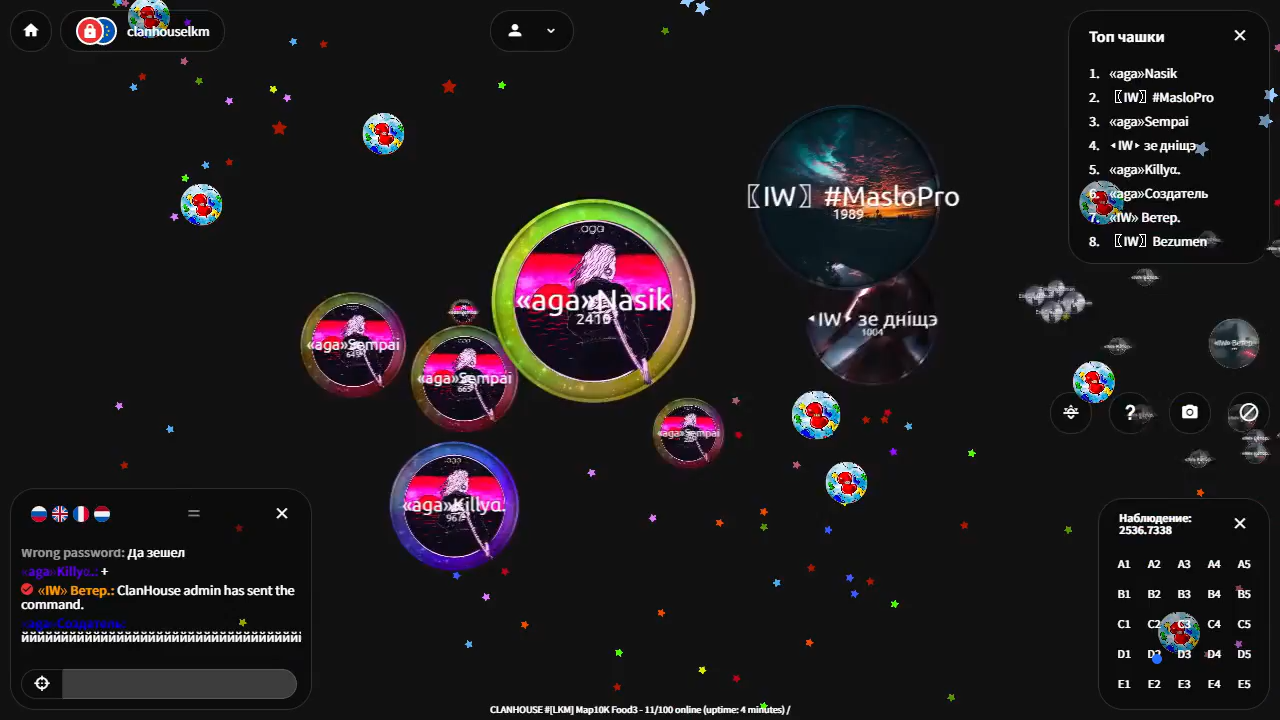 clanhouselkm
Топ чашки
1. «aga»Nasik
2. 〖IW〗 #MasloPro
3. «aga»Sempai
4. ◂IW▸ зе дніщэ
5. «aga»Killyα.
6. «aga»Создатель
7. «IW» Ветер.
8. 〖IW〗 Bezumen
〖IW〗 #MasloPro
1989
aga
«aga»Nasik
2410
◂IW▸ зе дніщэ
1004
«aga»Sempai
649
«aga»Sempai
663
«aga»Sempai
«aga»Killyα.
967
?
Wrong password: Да зешел
«aga»Killyα.: +
«IW» Ветер.: ClanHouse admin has sent the
command.
«aga»Создатель:
Наблюдение:
2536.7338
A1 A2 A3 A4 A5
B1 B2 B3 B4 B5
C1 C2 C3 C4 C5
D1 D2 D3 D4 D5
E1 E2 E3 E4 E5
CLANHOUSE #[LKM] Map10K Food3 - 11/100 online (uptime: 4 minutes) /